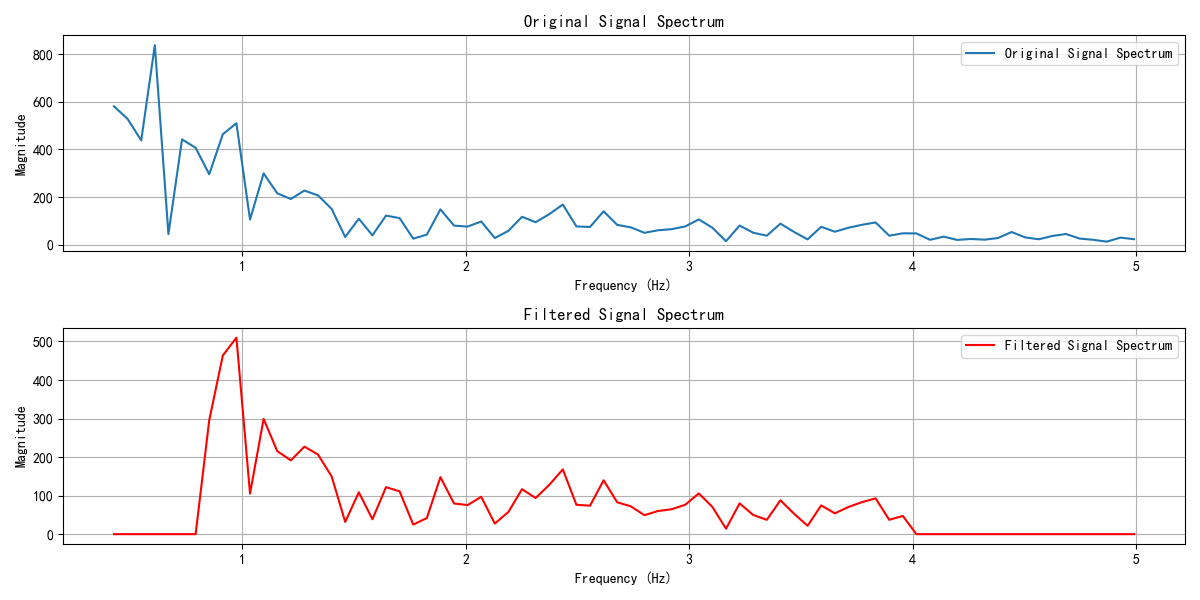 Original Signal Spectrum
Original Signal Spectrum
Magnitude
800
600
400
200
0
1 2 3 4 5
Frequency (Hz)
Filtered Signal Spectrum
Filtered Signal Spectrum
Magnitude
500
400
300
200
100
0
1 2 3 4 5
Frequency (Hz)